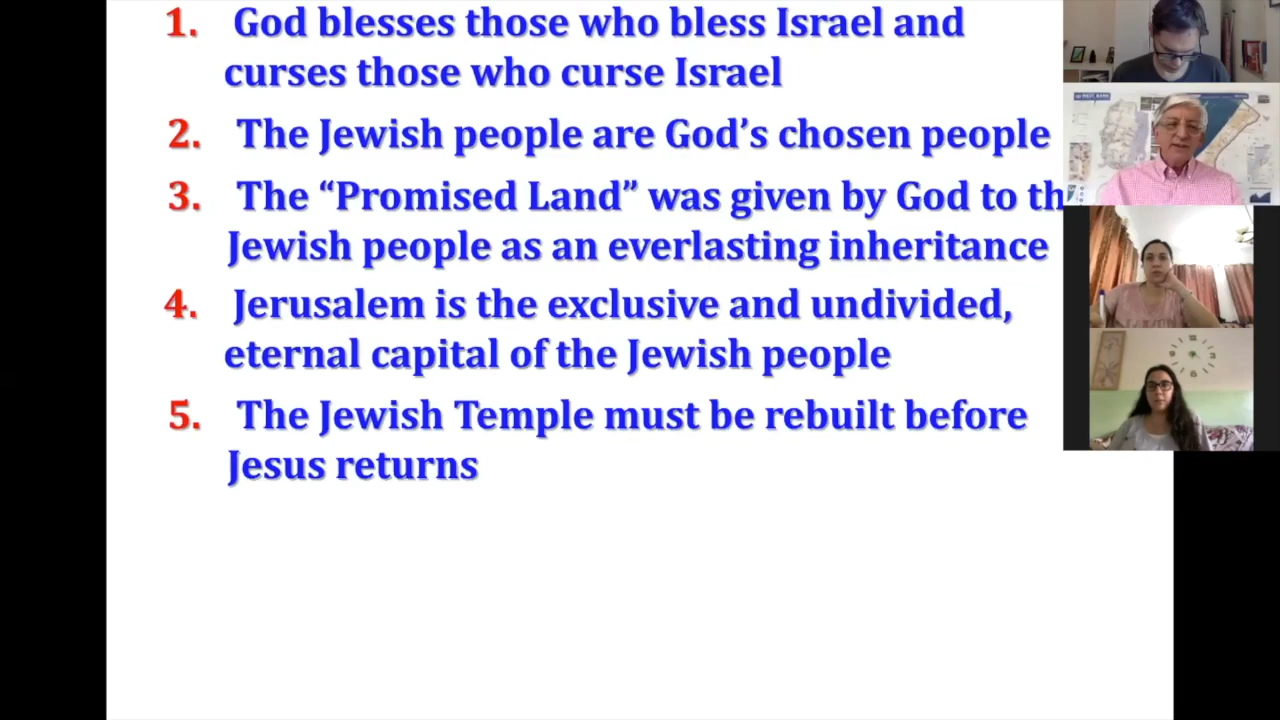 1. God blesses those who bless Israel and
curses those who curse Israel
2. The Jewish people are God’s chosen people
3. The “Promised Land” was given by God to th
Jewish people as an everlasting inheritance
4. Jerusalem is the exclusive and undivided,
eternal capital of the Jewish people
5. The Jewish Temple must be rebuilt before
Jesus returns